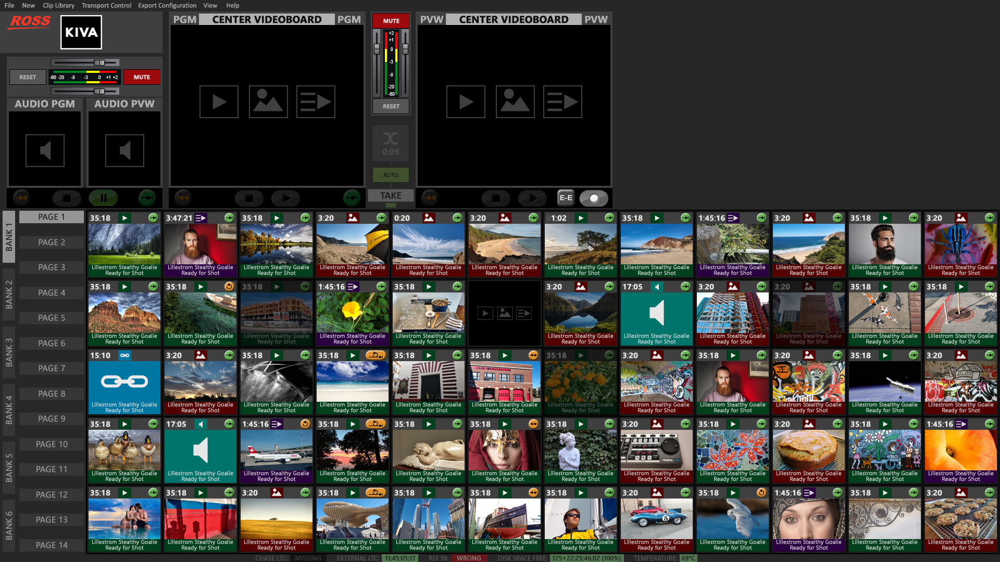 File New Clip Library Transport Control Export Configuration View Help
ROSS
KIVA
PGM CENTER VIDEOBOARD PGM
MUTE
PVW CENTER VIDEOBOARD PVW
+2
+1
0
-3
-8
-20
-60
RESET
RESET
-60 -20 -8 -3 0 +1 +2
MUTE
AUDIO PGM AUDIO PVW
0:05
AUTO
TAKE
E-E
BANK 1
BANK 2
BANK 3
BANK 4
BANK 5
BANK 6
PAGE 1
PAGE 2
PAGE 3
PAGE 4
PAGE 5
PAGE 6
PAGE 7
PAGE 8
PAGE 9
PAGE 10
PAGE 11
PAGE 12
PAGE 13
PAGE 14
35:18 3:47:21 35:18 3:20 0:20 3:20 01:02 35:18 1:45:16 3:20 35:18 3:20
Lillestrom Stealthy Goalie Lillestrom Stealthy Goalie Lillestrom Stealthy Goalie Lillestrom Stealthy Goalie Lillestrom Stealthy Goalie Lillestrom Stealthy Goalie Lillestrom Stealthy Goalie Lillestrom Stealthy Goalie Lillestrom Stealthy Goalie Lillestrom Stealthy Goalie Lillestrom Stealthy Goalie Lillestrom Stealthy Goalie
Ready for Shot Ready for Shot Ready for Shot Ready for Shot Ready for Shot Ready for Shot Ready for Shot Ready for Shot Ready for Shot Ready for Shot Ready for Shot Ready for Shot
35:18 35:18 35:18 1:45:16 35:18 3:20 17:05 3:20 3:20 35:18 35:18
Lillestrom Stealthy Goalie Lillestrom Stealthy Goalie Lillestrom Stealthy Goalie Lillestrom Stealthy Goalie Lillestrom Stealthy Goalie Lillestrom Stealthy Goalie Lillestrom Stealthy Goalie Lillestrom Stealthy Goalie Lillestrom Stealthy Goalie Lillestrom Stealthy Goalie Lillestrom Stealthy Goalie
Ready for Shot Ready for Shot Ready for Shot Ready for Shot Ready for Shot Ready for Shot Ready for Shot Ready for Shot Ready for Shot Ready for Shot Ready for Shot
15:10 3:20 35:18 35:18 35:18 35:18 35:18 3:20 35:18 3:20 35:18 3:20
Lillestrom Stealthy Goalie Lillestrom Stealthy Goalie Lillestrom Stealthy Goalie Lillestrom Stealthy Goalie Lillestrom Stealthy Goalie Lillestrom Stealthy Goalie Lillestrom Stealthy Goalie Lillestrom Stealthy Goalie Lillestrom Stealthy Goalie Lillestrom Stealthy Goalie Lillestrom Stealthy Goalie Lillestrom Stealthy Goalie
Ready for Shot Ready for Shot Ready for Shot Ready for Shot Ready for Shot Ready for Shot Ready for Shot Ready for Shot Ready for Shot Ready for Shot Ready for Shot Ready for Shot
35:18 17:05 1:45:16 35:18 35:18 35:18 35:18 3:20 35:18 3:20 35:18 1:45:16
Lillestrom Stealthy Goalie Lillestrom Stealthy Goalie Lillestrom Stealthy Goalie Lillestrom Stealthy Goalie Lillestrom Stealthy Goalie Lillestrom Stealthy Goalie Lillestrom Stealthy Goalie Lillestrom Stealthy Goalie Lillestrom Stealthy Goalie Lillestrom Stealthy Goalie Lillestrom Stealthy Goalie Lillestrom Stealthy Goalie
Ready for Shot Ready for Shot Ready for Shot Ready for Shot Ready for Shot Ready for Shot Ready for Shot Ready for Shot Ready for Shot Ready for Shot Ready for Shot Ready for Shot
35:18 35:18 3:20 35:18 35:18 35:18 35:18 3:20 35:18 1:45:16 35:18 3:20
5
Lillestrom Stealthy Goalie Lillestrom Stealthy Goalie Lillestrom Stealthy Goalie Lillestrom Stealthy Goalie Lillestrom Stealthy Goalie Lillestrom Stealthy Goalie Lillestrom Stealthy Goalie Lillestrom Stealthy Goalie Lillestrom Stealthy Goalie Lillestrom Stealthy Goalie Lillestrom Stealthy Goalie Lillestrom Stealthy Goalie
Ready for Shot Ready for Shot Ready for Shot Ready for Shot Ready for Shot Ready for Shot Ready for Shot Ready for Shot Ready for Shot Ready for Shot Ready for Shot Ready for Shot
CHASE LTC: MISSING EXTERNAL LTC: 11;45;05;17 REF IN: WRONG DISK SPACE FREE: 125+22;25;46;02 (100%) TEMPERATURE: 69°C